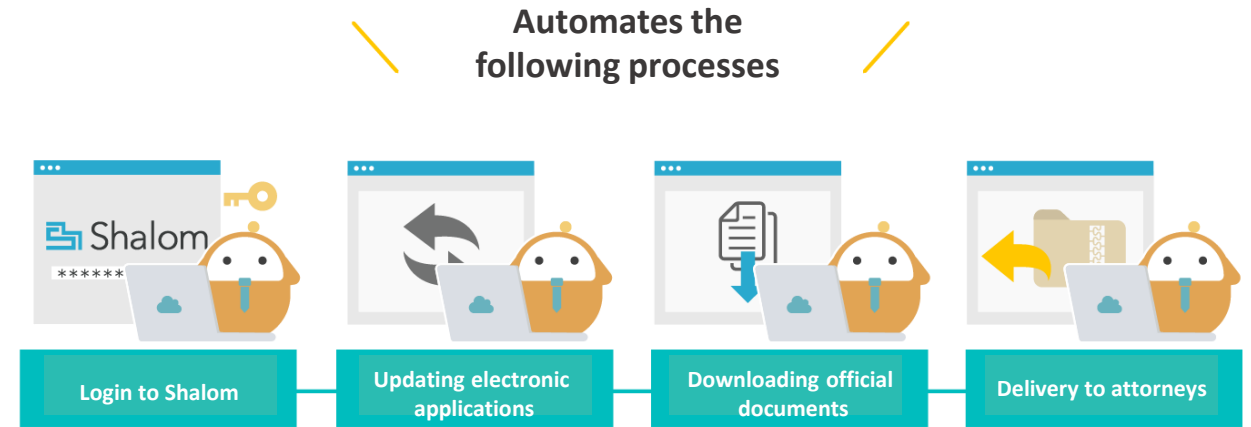 Automates the
following processes
Shalom
*******
Login to Shalom
Updating electronic
applications
Downloading official
documents
Delivery to attorneys